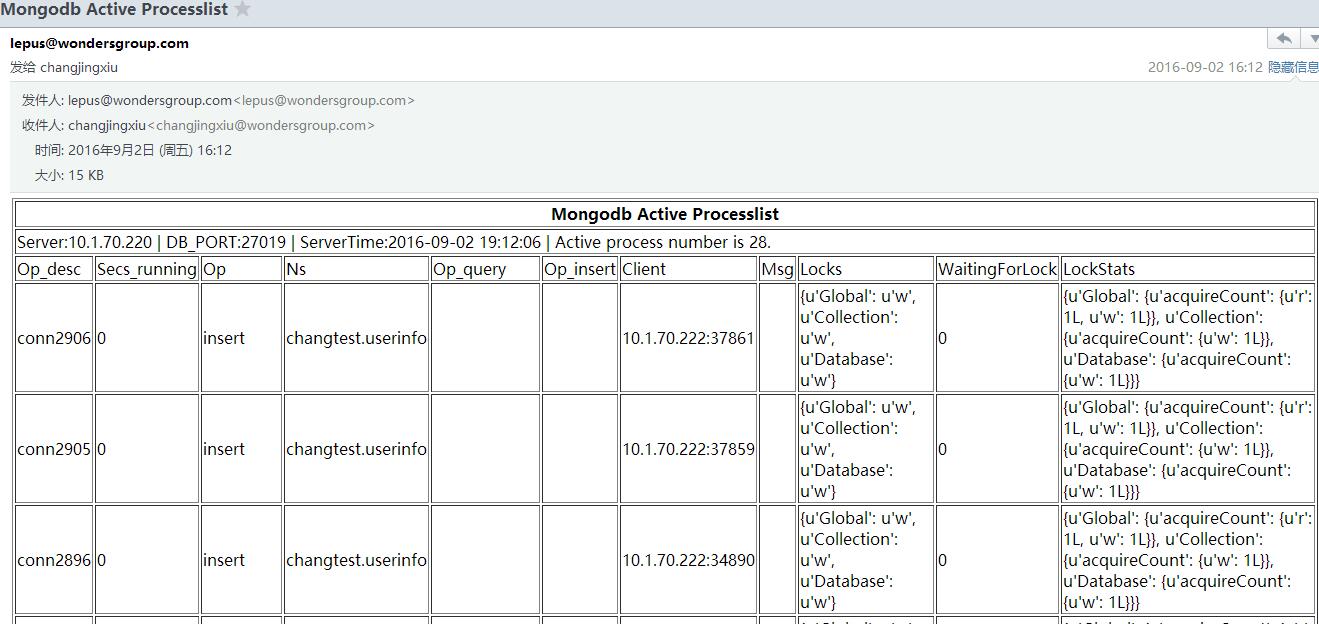 Mongodb Active Processlist
lepus@wondersgroup.com
发给 changjingxiu
2016-09-02 16:12 隐藏信息
发件人: lepus@wondersgroup.com<lepus@wondersgroup.com>
收件人: changjingxiu<changjingxiu@wondersgroup.com>
时间: 2016年9月2日 (周五) 16:12
大小: 15 KB
Mongodb Active Processlist
Server:10.1.70.220 | DB_PORT:27019 | ServerTime:2016-09-02 19:12:06 | Active process number is 28.
Op_desc Secs_running Op Ns Op_query Op_insert Client Msg Locks WaitingForLock LockStats
{u'Global': u'w', {u'Global': {u'acquireCount': {u'r':
u'Collection': 1L, u'w': 1L}}, u'Collection':
conn2906 0 insert changtest.userinfo 10.1.70.222:37861 u'w', 0 {u'acquireCount': {u'w': 1L}},
u'Database': u'Database': {u'acquireCount':
u'w'} {u'w': 1L}}}
{u'Global': u'w', {u'Global': {u'acquireCount': {u'r':
u'Collection': 1L, u'w': 1L}}, u'Collection':
conn2905 0 insert changtest.userinfo 10.1.70.222:37859 u'w', 0 {u'acquireCount': {u'w': 1L}},
u'Database': u'Database': {u'acquireCount':
u'w'} {u'w': 1L}}}
{u'Global': u'w', {u'Global': {u'acquireCount': {u'r':
u'Collection': 1L, u'w': 1L}}, u'Collection':
conn2896 0 insert changtest.userinfo 10.1.70.222:34890 u'w', 0 {u'acquireCount': {u'w': 1L}},
u'Database': u'Database': {u'acquireCount':
u'w'} {u'w': 1L}}}